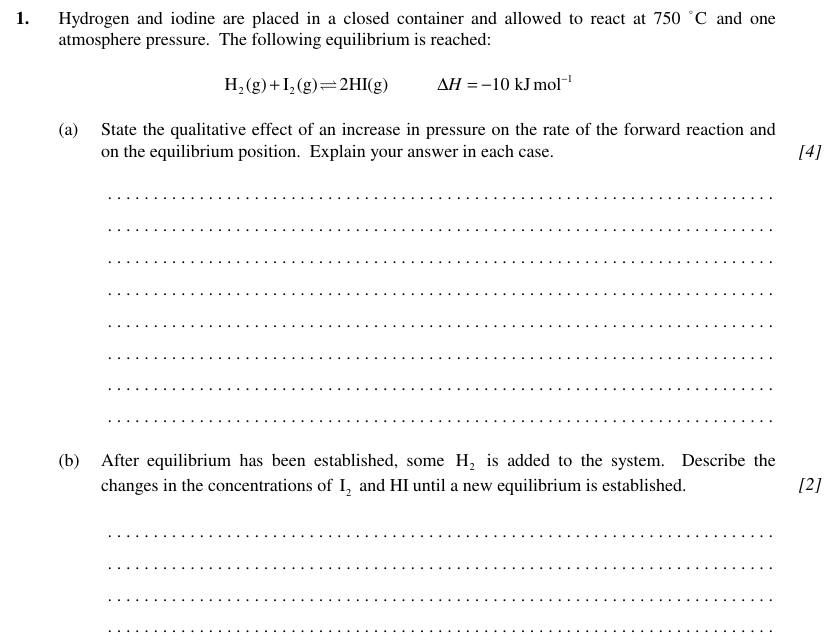 1. Hydrogen and iodine are placed in a closed container and allowed to react at 750 °C and one
atmosphere pressure. The following equilibrium is reached:
H₂(g)+I₂(g)⇌2HI(g) ΔH = −10 kJ mol⁻¹
(a) State the qualitative effect of an increase in pressure on the rate of the forward reaction and
on the equilibrium position. Explain your answer in each case. [4]
(b) After equilibrium has been established, some H₂ is added to the system. Describe the
changes in the concentrations of I₂ and HI until a new equilibrium is established. [2]